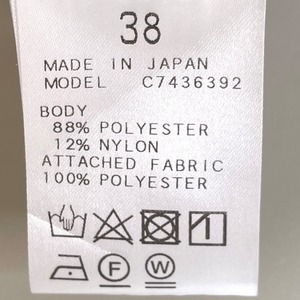 38
MADE IN JAPAN
MODEL C7436392
BODY
88% POLYESTER
12% NYLON
ATTACHED FABRIC
100% POLYESTER
F W